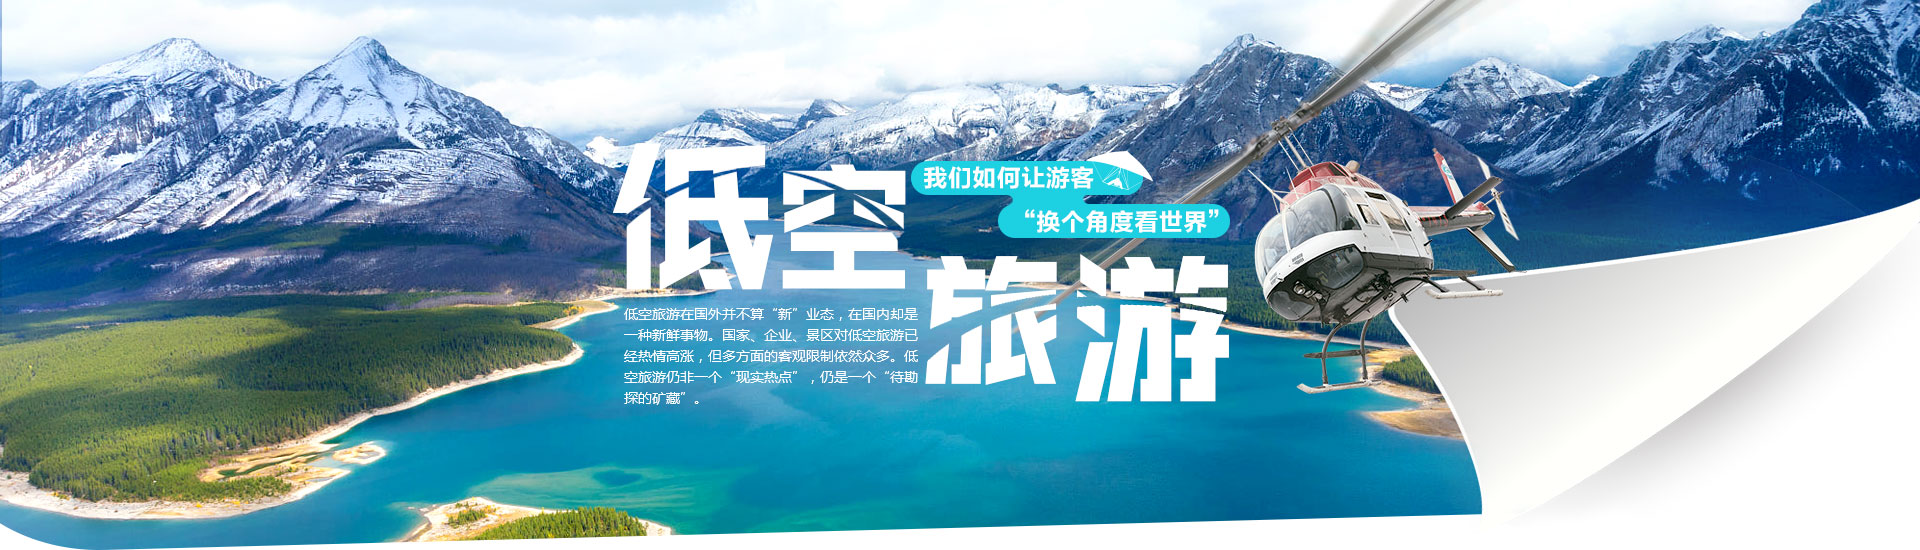 低空
我们如何让游客
“换个角度看世界”
旅游
低空旅游在国外并不算“新”业态，在国内却是
一种新鲜事物。国家、企业、景区对低空旅游已
经热情高涨，但多方面的客观限制依然众多。低
空旅游仍非一个“现实热点”，仍是一个“待勘
探的矿藏”。